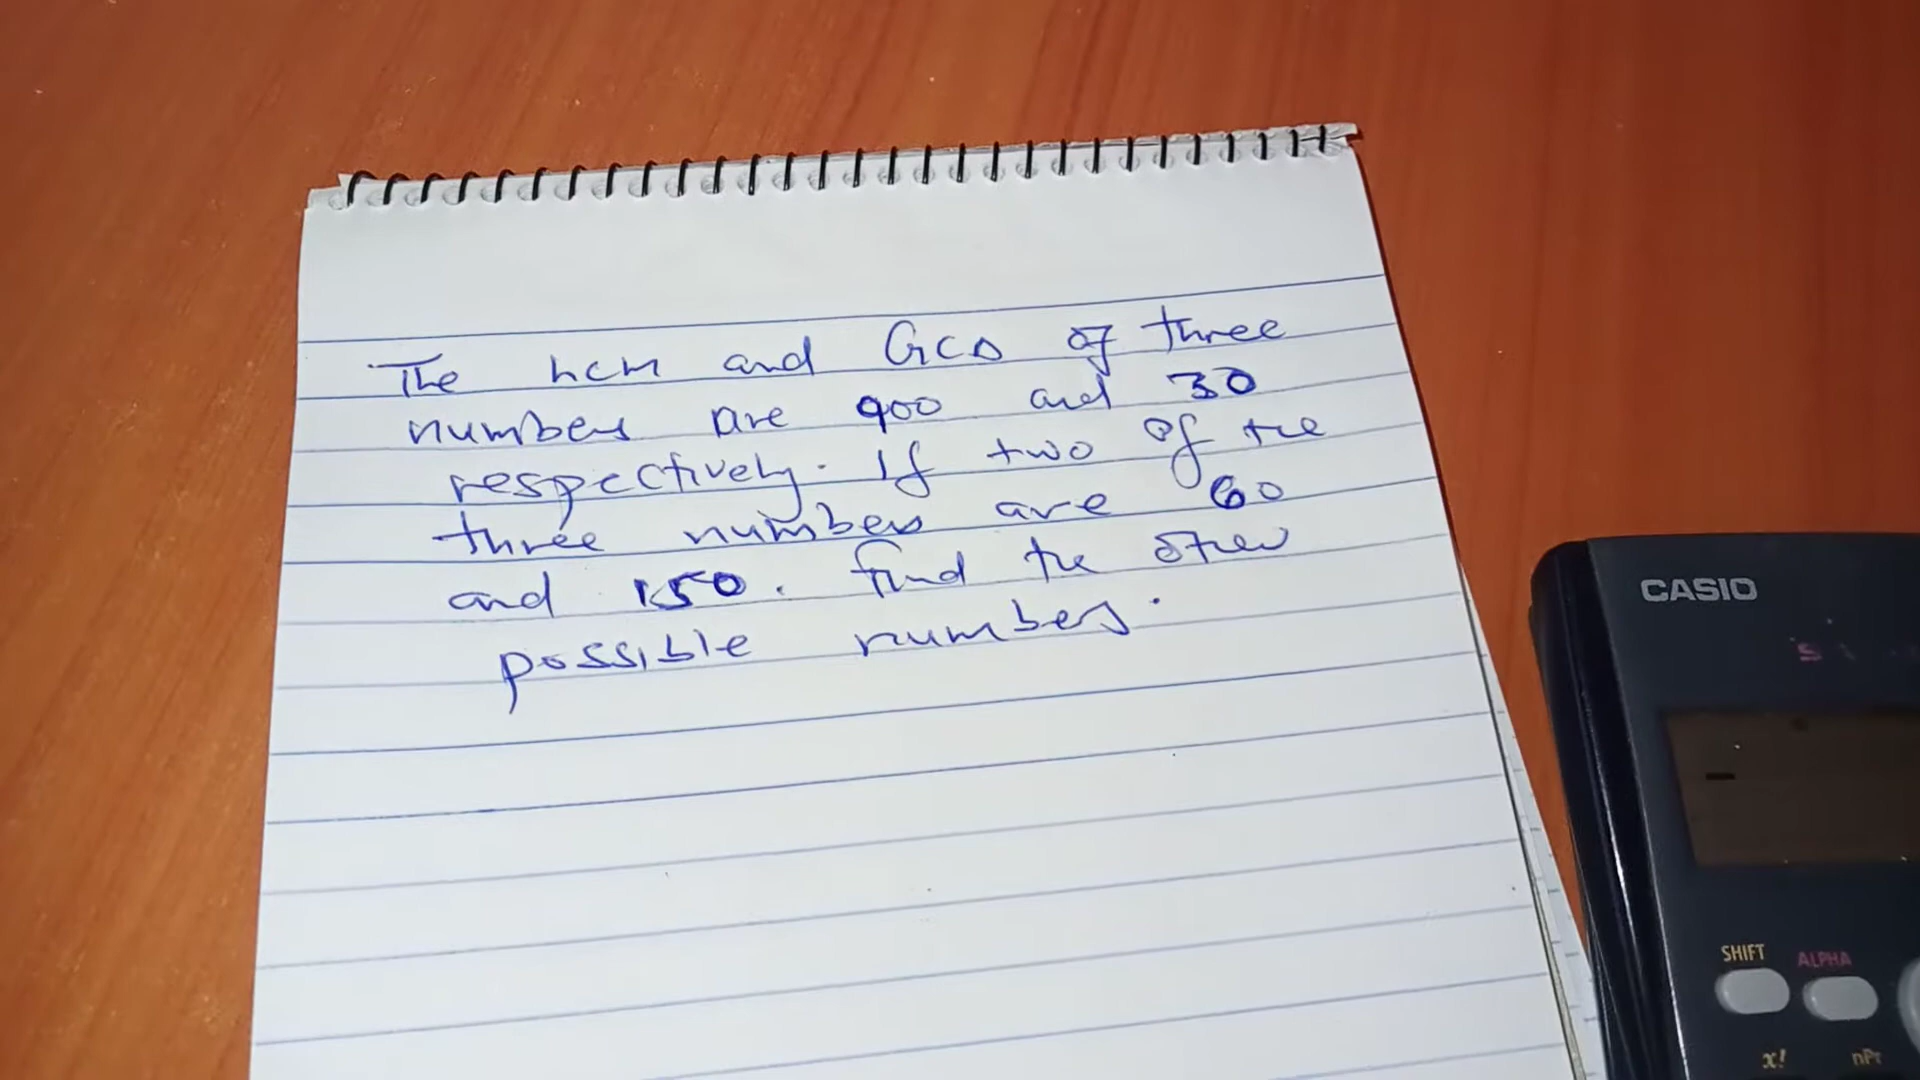 The LCM and GCD of three
numbers are 900 and 30
respectively. If two of the
three numbers are 60
and 150. Find the other
possible numbers.
CASIO
SHIFT ALPHA
x! nPr